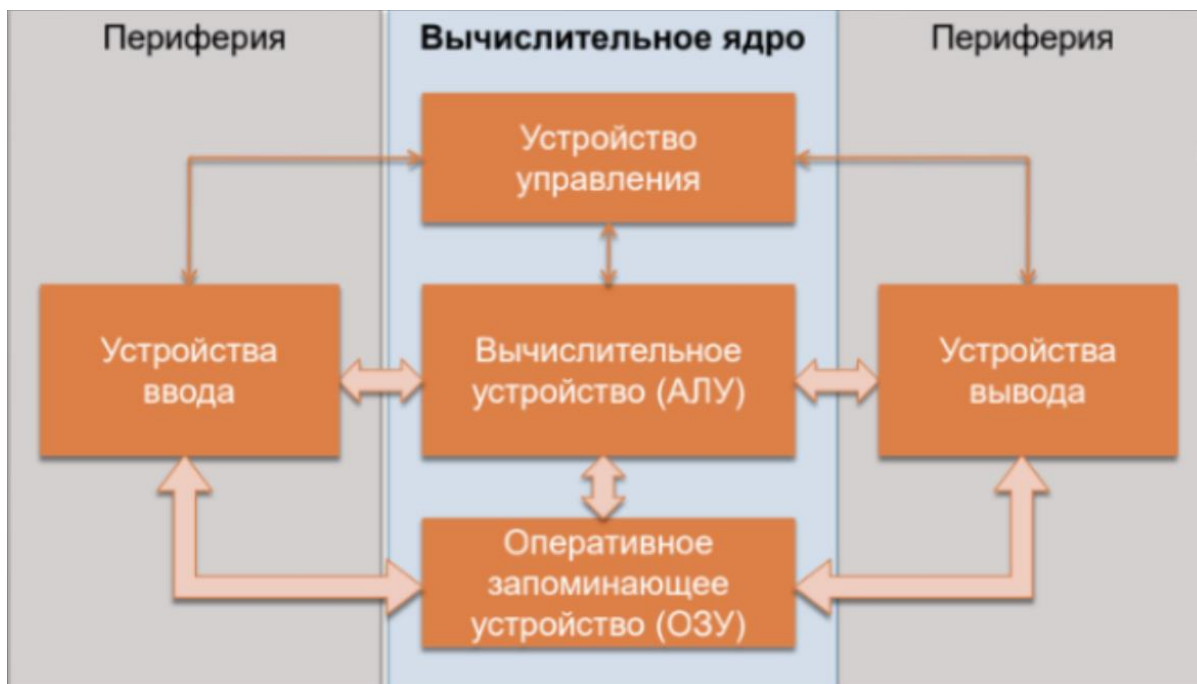 Периферия
Вычислительное ядро
Периферия
Устройство
управления
Устройства
ввода
Вычислительное
устройство (АЛУ)
Устройства
вывода
Оперативное
запоминающее
устройство (ОЗУ)